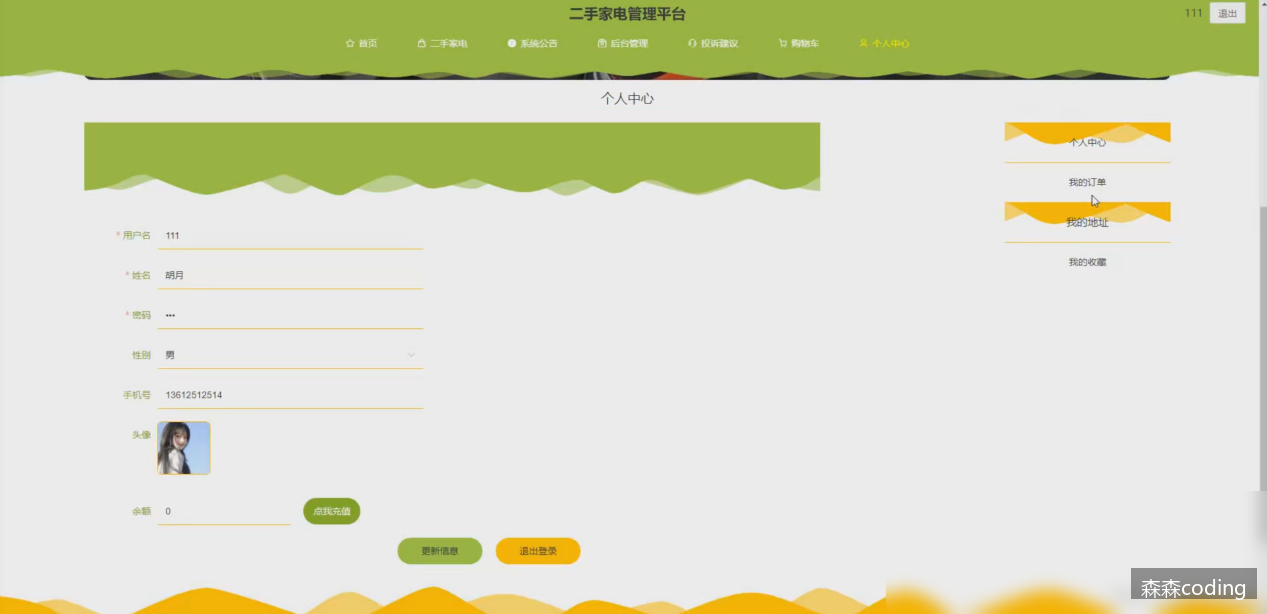 二手家电管理平台
111 退出
首页 二手家电 系统公告 后台管理 投诉建议 购物车 个人中心
个人中心
个人中心
我的订单
我的地址
我的收藏
* 用户名 111
* 姓名 胡月
* 密码 •••
性别 男
手机号 13612512514
头像
余额 0 点我充值
更新信息 退出登录
森森coding